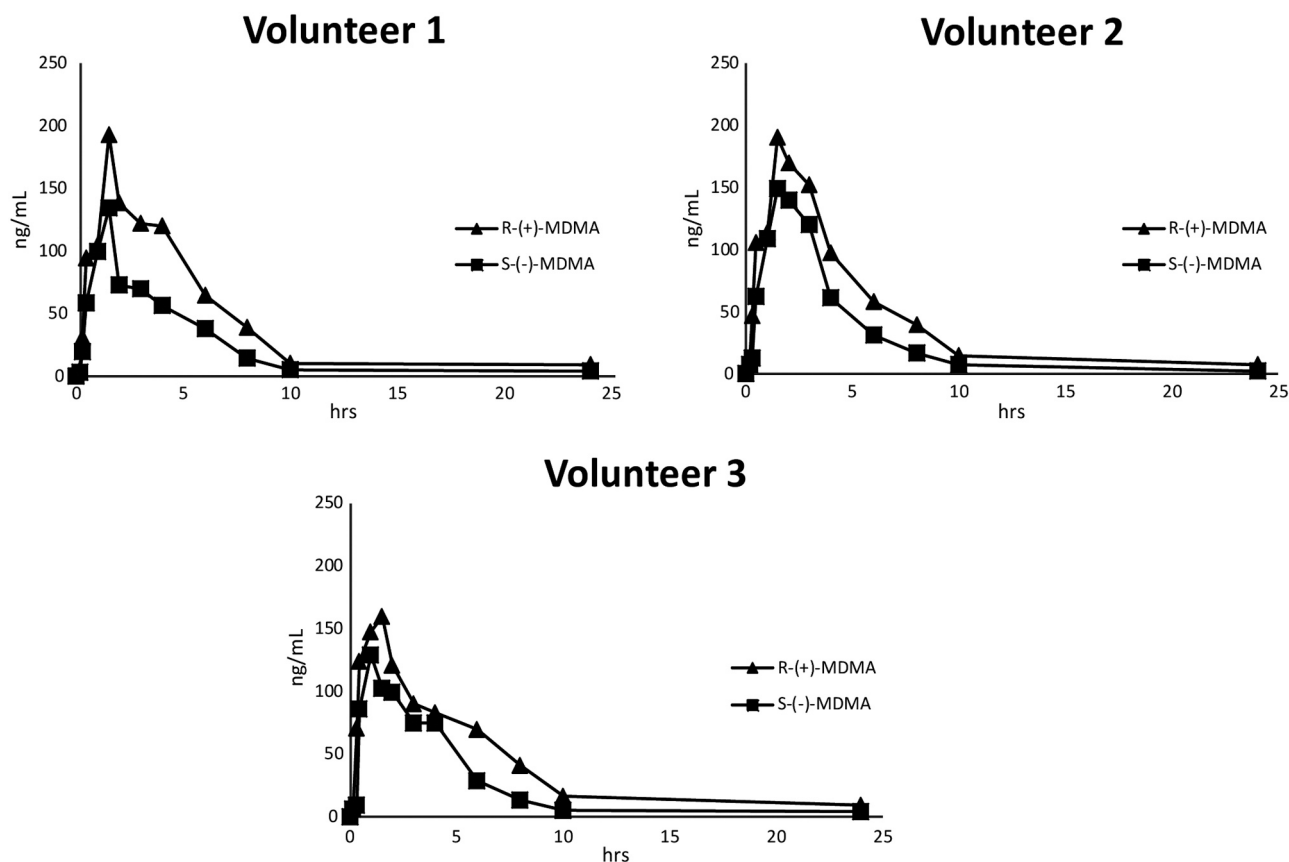 Volunteer 1
250
200
150
100
50
0
ng/mL
0 5 10 15 20 25
hrs
R-(+)-MDMA
S-(-)-MDMA
Volunteer 2
250
200
150
100
50
0
ng/mL
0 5 10 15 20 25
hrs
R-(+)-MDMA
S-(-)-MDMA
Volunteer 3
250
200
150
100
50
0
ng/mL
0 5 10 15 20 25
hrs
R-(+)-MDMA
S-(-)-MDMA